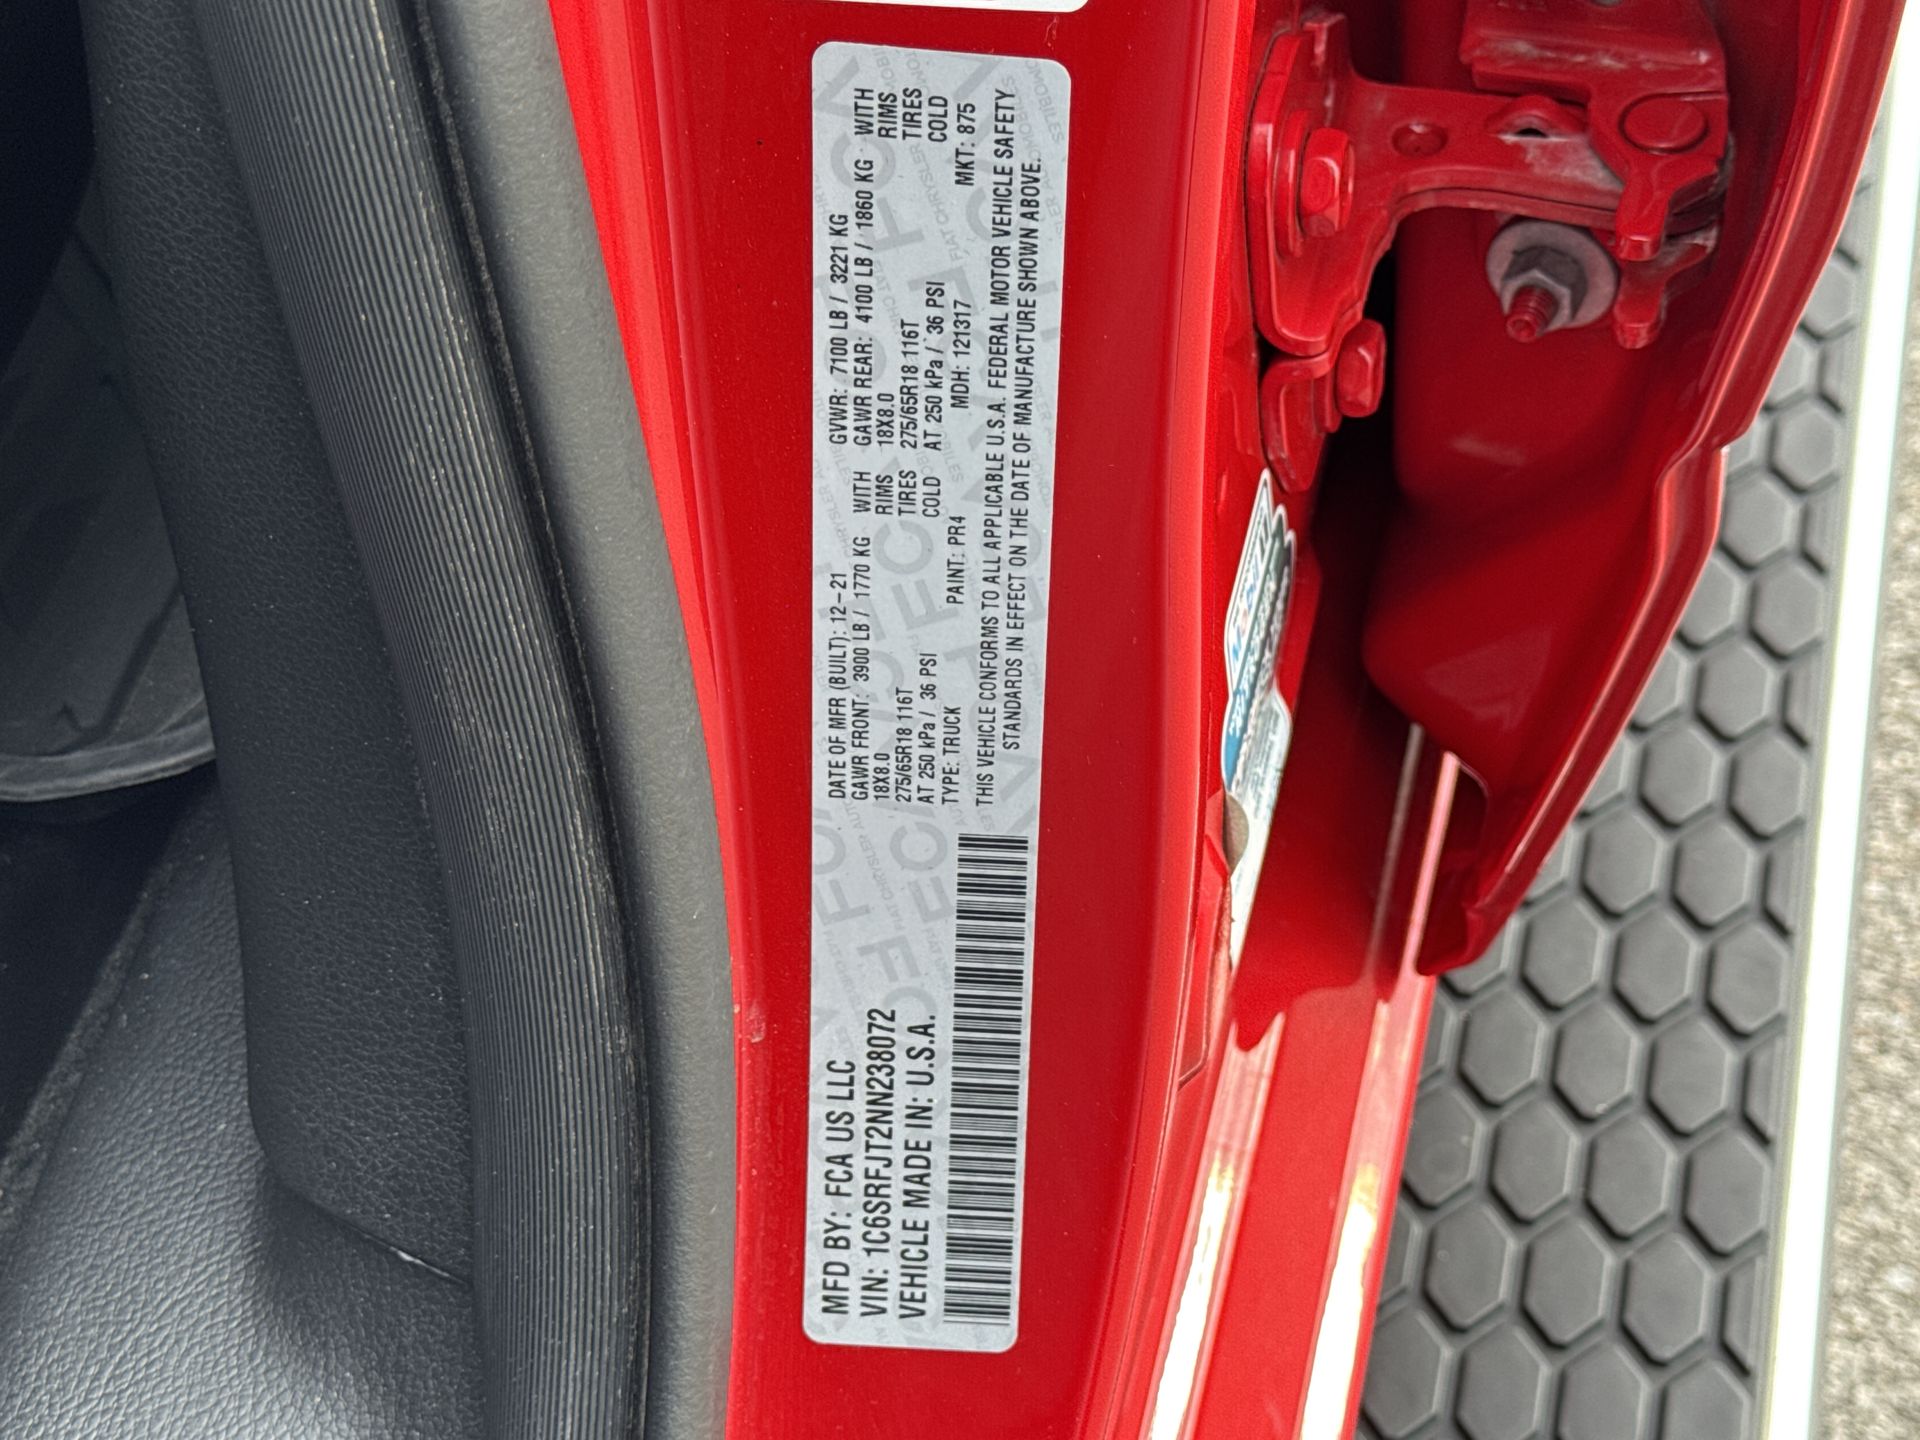 MFD BY: FCA US LLC
VIN: 1C6SRFJT2NN238072
VEHICLE MADE IN: U.S.A.
DATE OF MFR (BUILT): 12-21 GVWR: 7100 LB / 3221 KG
GAWR FRONT: 3900 LB / 1770 KG WITH GAWR REAR: 4100 LB / 1860 KG WITH
18X8.0 RIMS 18X8.0 RIMS
275/65R18 116T TIRES 275/65R18 116T TIRES
AT 250 kPa / 36 PSI COLD AT 250 kPa / 36 PSI COLD
TYPE: TRUCK PAINT: PR4 MDH: 121317 MKT: 875
THIS VEHICLE CONFORMS TO ALL APPLICABLE U.S.A. FEDERAL MOTOR VEHICLE SAFETY
STANDARDS IN EFFECT ON THE DATE OF MANUFACTURE SHOWN ABOVE.